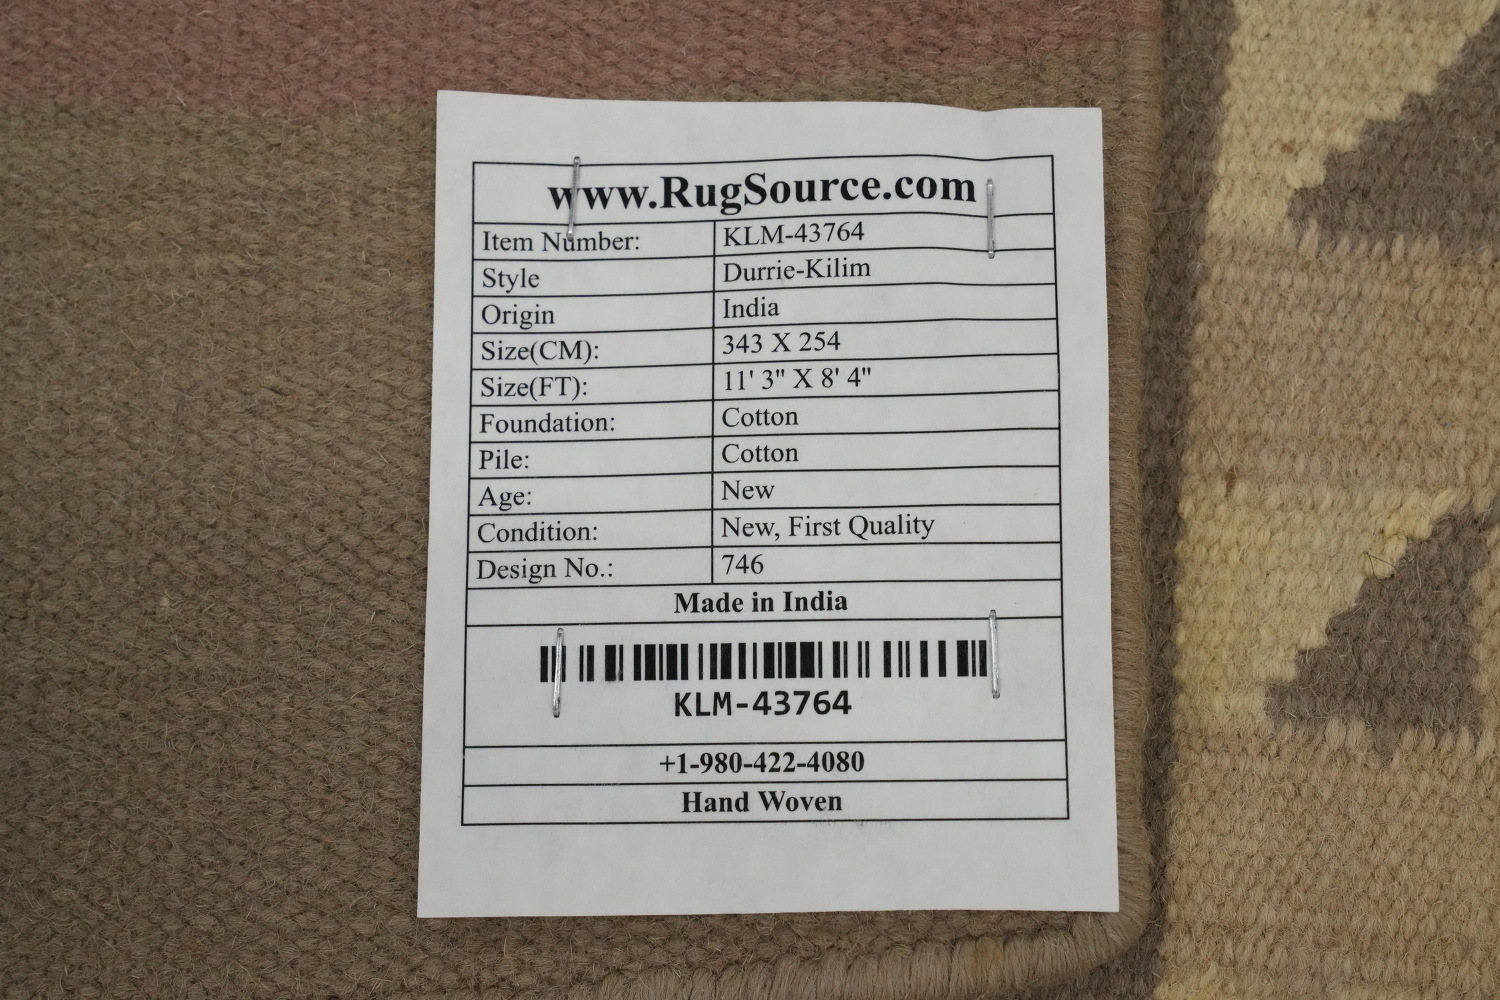 www.RugSource.com
Item Number: KLM-43764
Style Durrie-Kilim
Origin India
Size(CM): 343 X 254
Size(FT): 11' 3" X 8' 4"
Foundation: Cotton
Pile: Cotton
Age: New
Condition: New, First Quality
Design No.: 746
Made in India
KLM-43764
+1-980-422-4080
Hand Woven